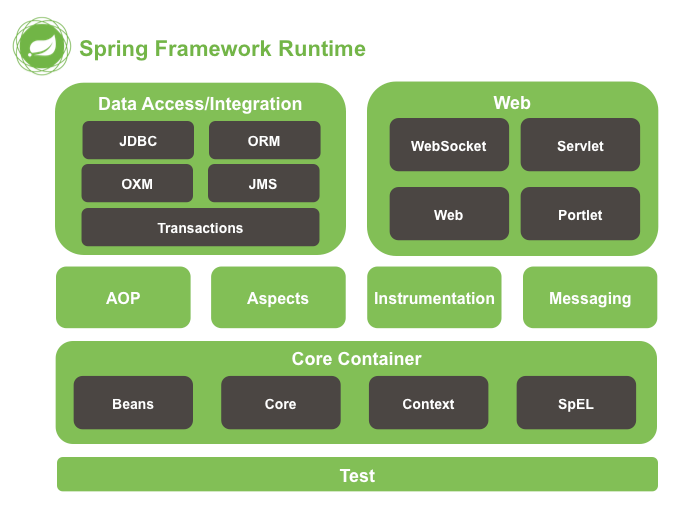 Spring Framework Runtime
Data Access/Integration
JDBC
ORM
OXM
JMS
Transactions
Web
WebSocket
Servlet
Web
Portlet
AOP
Aspects
Instrumentation
Messaging
Core Container
Beans
Core
Context
SpEL
Test